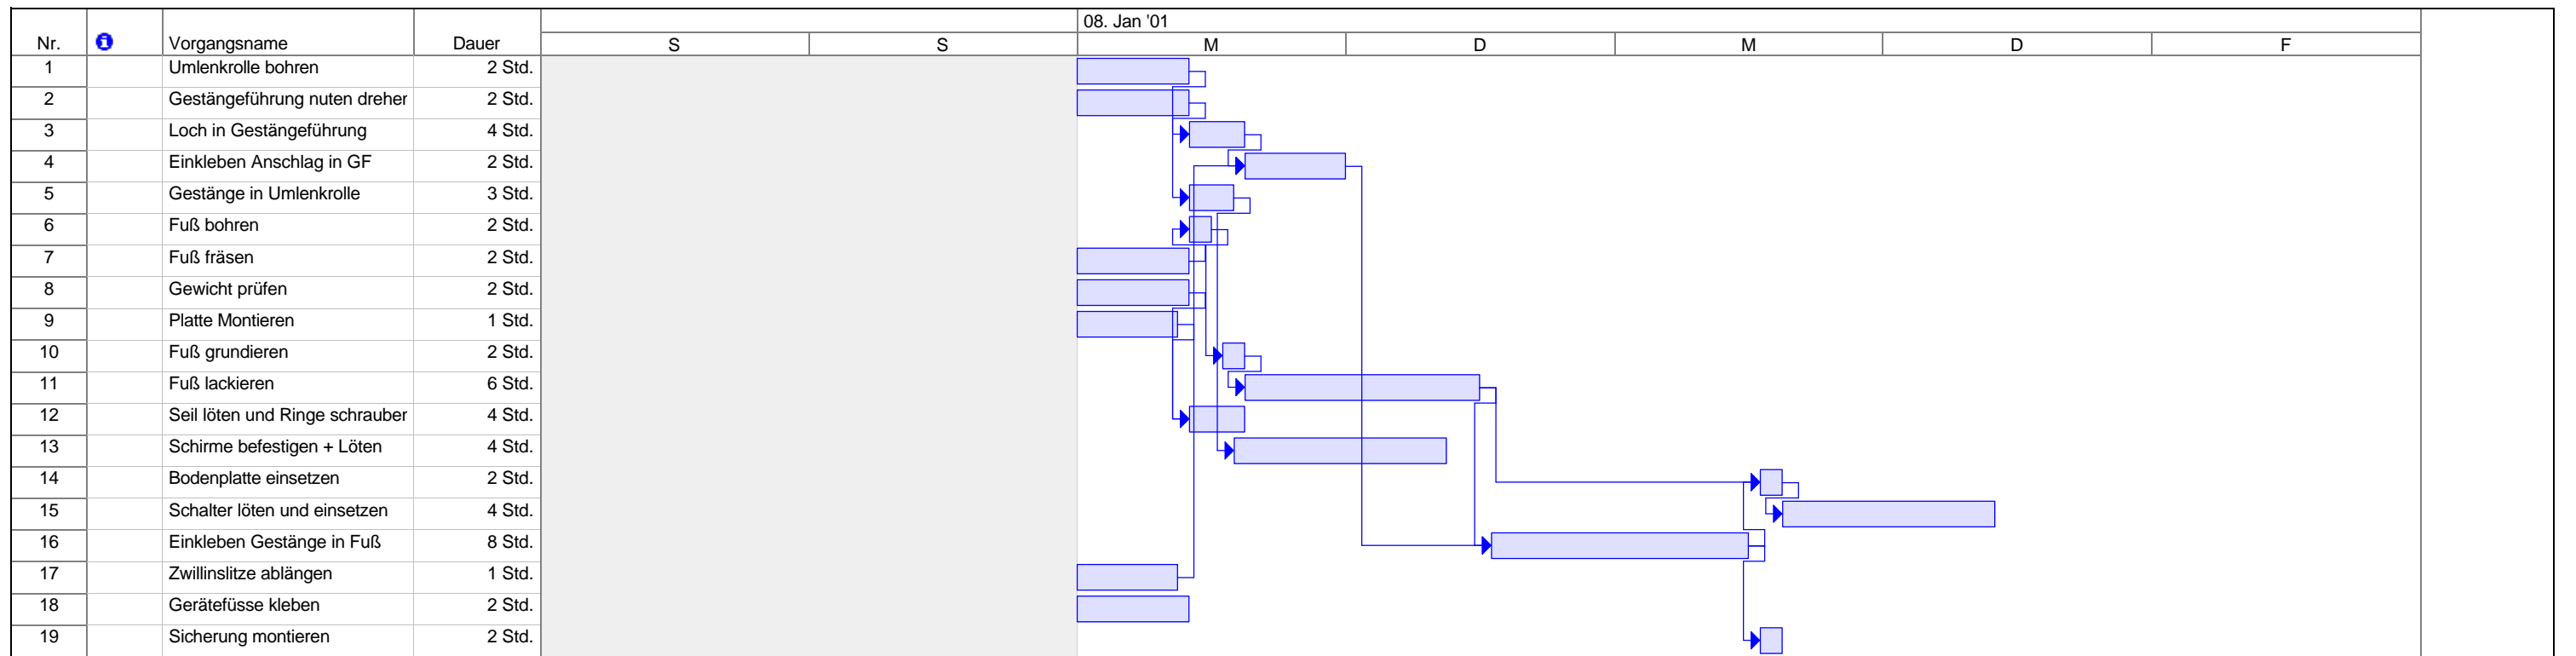 08. Jan '01
Nr. Vorgangsname Dauer S S M D M D F
1 Umlenkrolle bohren 2 Std.
2 Gestängeführung nuten dreher 2 Std.
3 Loch in Gestängeführung 4 Std.
4 Einkleben Anschlag in GF 2 Std.
5 Gestänge in Umlenkrolle 3 Std.
6 Fuß bohren 2 Std.
7 Fuß fräsen 2 Std.
8 Gewicht prüfen 2 Std.
9 Platte Montieren 1 Std.
10 Fuß grundieren 2 Std.
11 Fuß lackieren 6 Std.
12 Seil löten und Ringe schrauber 4 Std.
13 Schirme befestigen + Löten 4 Std.
14 Bodenplatte einsetzen 2 Std.
15 Schalter löten und einsetzen 4 Std.
16 Einkleben Gestänge in Fuß 8 Std.
17 Zwillinslitze ablängen 1 Std.
18 Gerätefüsse kleben 2 Std.
19 Sicherung montieren 2 Std.